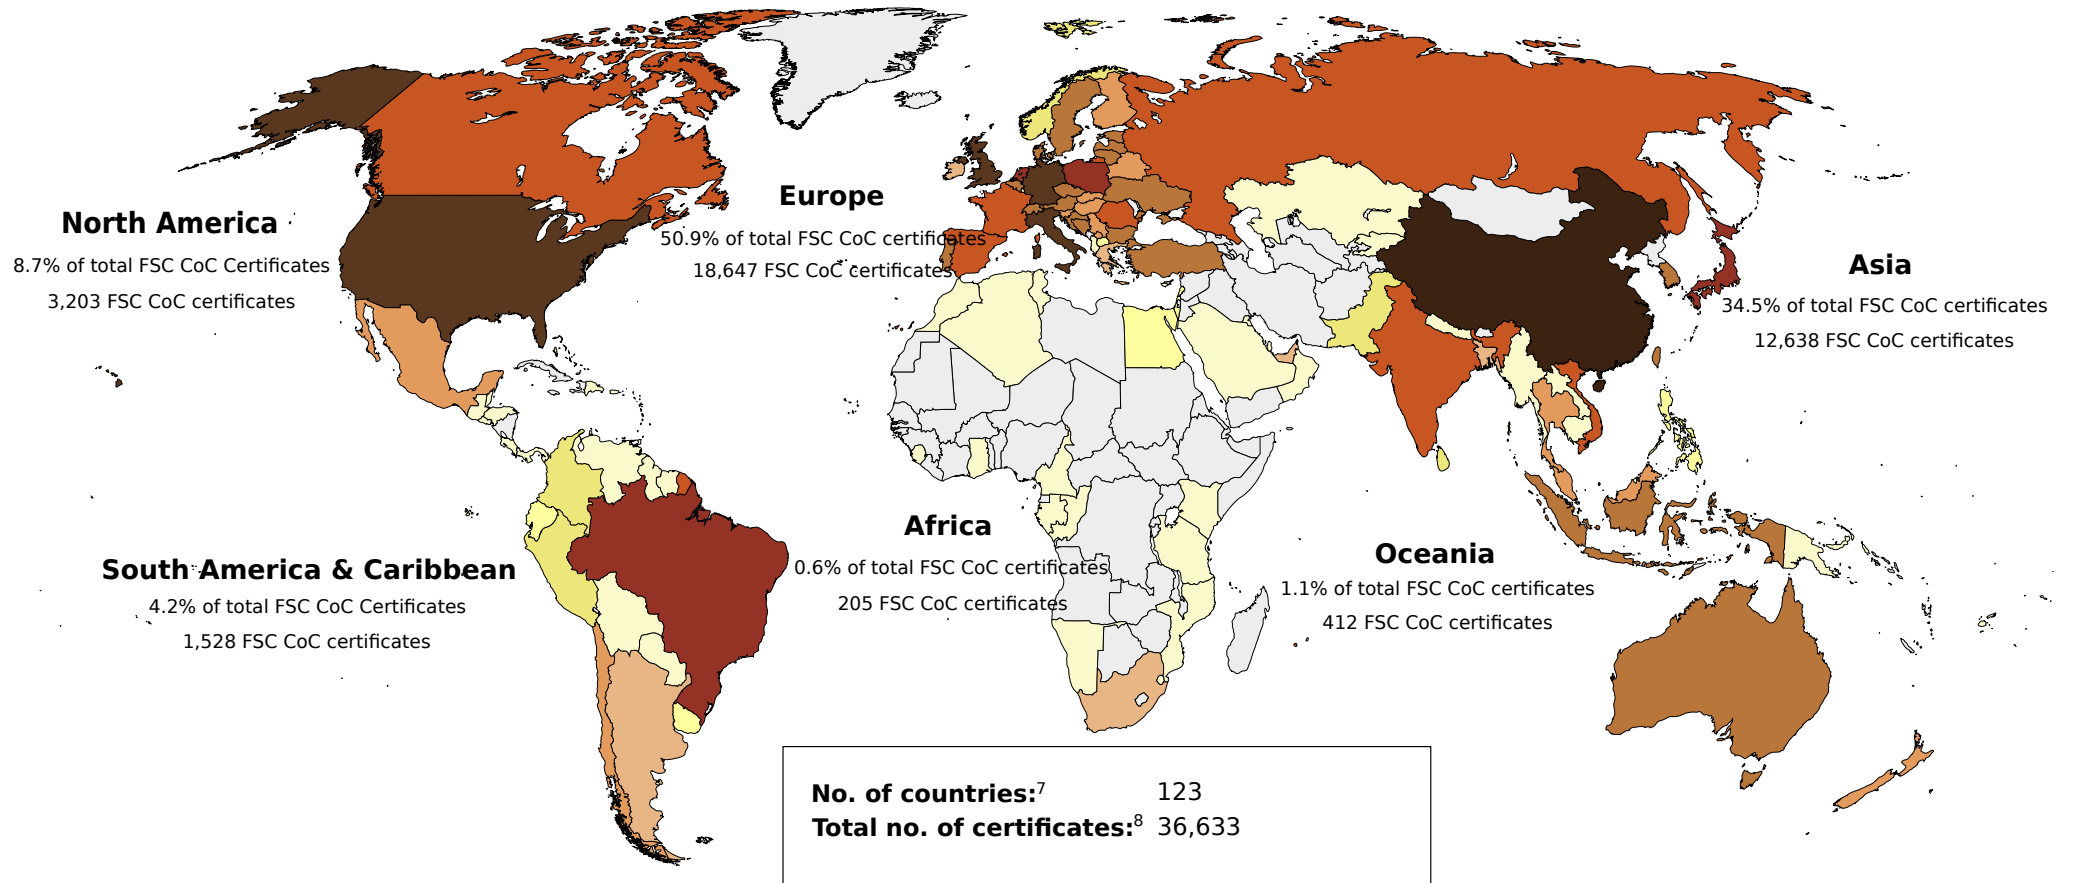 North America
8.7% of total FSC CoC Certificates
3,203 FSC CoC certificates
Europe
50.9% of total FSC CoC certificates
18,647 FSC CoC certificates
Asia
34.5% of total FSC CoC certificates
12,638 FSC CoC certificates
South America & Caribbean
4.2% of total FSC CoC Certificates
1,528 FSC CoC certificates
Africa
0.6% of total FSC CoC certificates
205 FSC CoC certificates
Oceania
1.1% of total FSC CoC certificates
412 FSC CoC certificates
No. of countries:7 123
Total no. of certificates:8 36,633